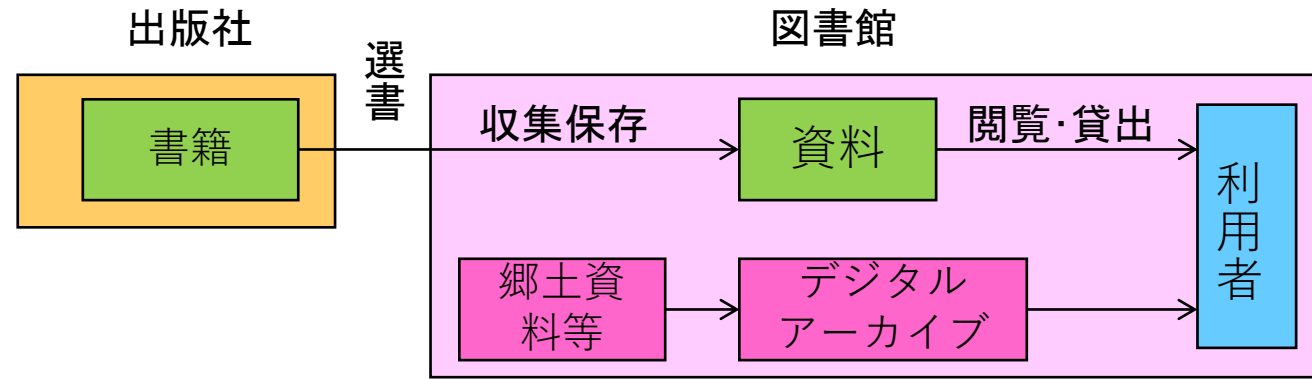 出版社
選書
図書館
書籍
収集保存
資料
閲覧・貸出
利用者
郷土資
料等
デジタル
アーカイブ